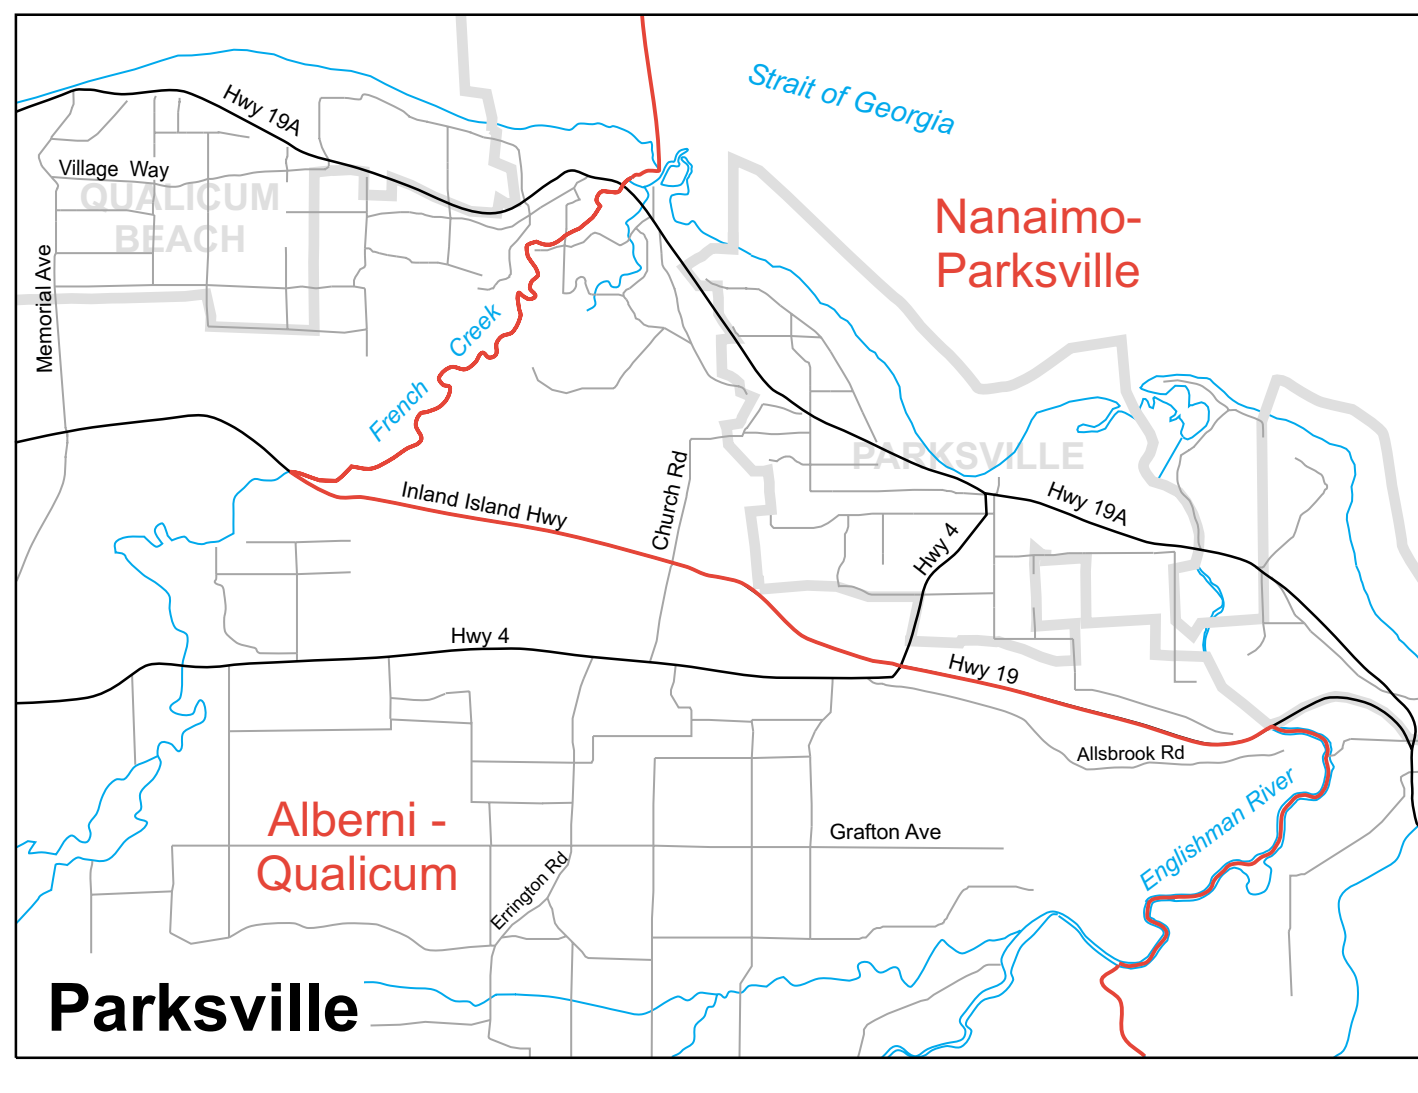 Strait of Georgia
Hwy 19A
Village Way
QUALICUM
BEACH
Nanaimo-
Parksville
Memorial Ave
French Creek
PARKSVILLE
Church Rd
Inland Island Hwy
Hwy 19A
Hwy 4
Hwy 4
Hwy 19
Allsbrook Rd
Englishman River
Alberni -
Qualicum
Grafton Ave
Errington Rd
Parksville